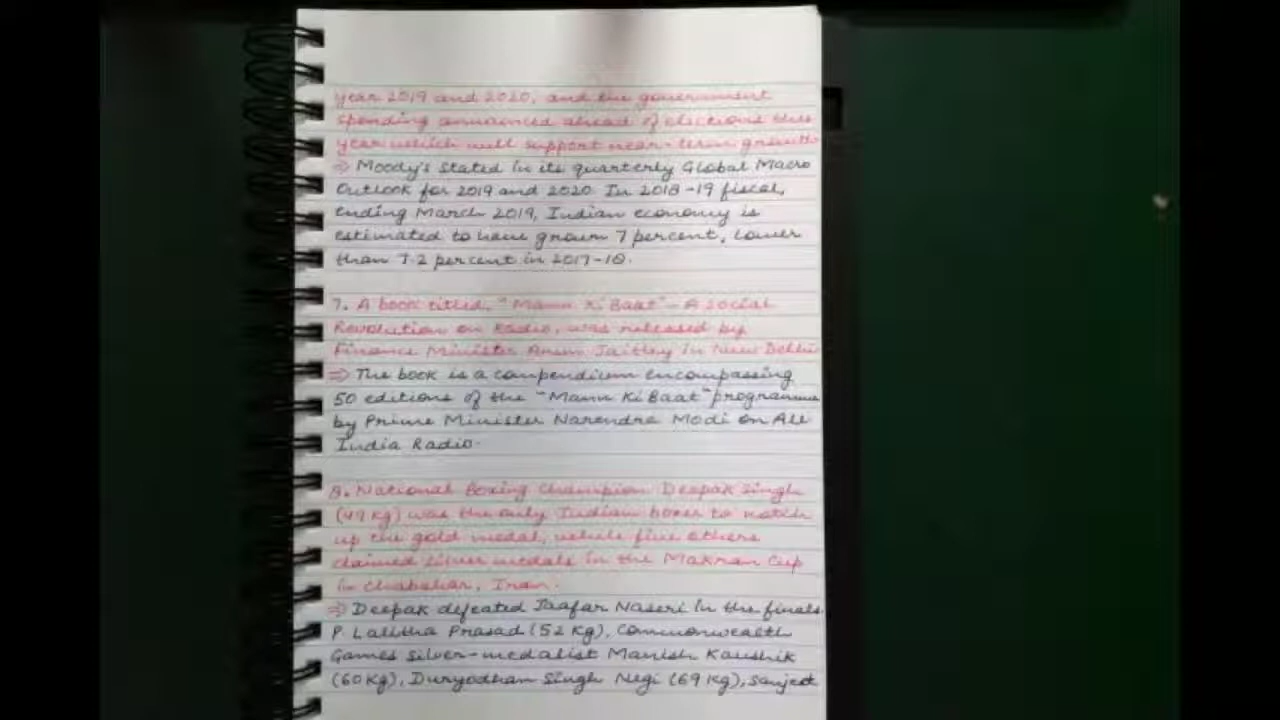 year 2019 and 2020, and the government
spending announced ahead of elections this
year which will support near-term growth.
⇒ Moody's stated in its quarterly Global Macro
Outlook for 2019 and 2020 In 2018-19 fiscal,
ending March 2019, Indian economy is
estimated to have grown 7 percent, lower
than 7.2 percent in 2017-18.
7. A book titled, "Mann Ki Baat" - A Social
Revolution on Radio, was released by
Finance Minister Arun Jaitley in New Delhi
⇒ The book is a compendium encompassing
50 editions of the "Mann Ki Baat" programme
by Prime Minister Narendra Modi on All
India Radio.
8. National Boxing Champion Deepak Singh
(49 kg) was the only Indian boxer to notch
up the gold medal, while five others
claimed silver medals in the Makran Cup
in Chabahar, Iran.
⇒ Deepak defeated Jaafar Naseri in the finals
P. Lalitha Prasad (52 Kg), Commonwealth
Games silver-medalist Manish Kaushik
(60 Kg), Duryodham Singh Negi (69 Kg), Sanjeet